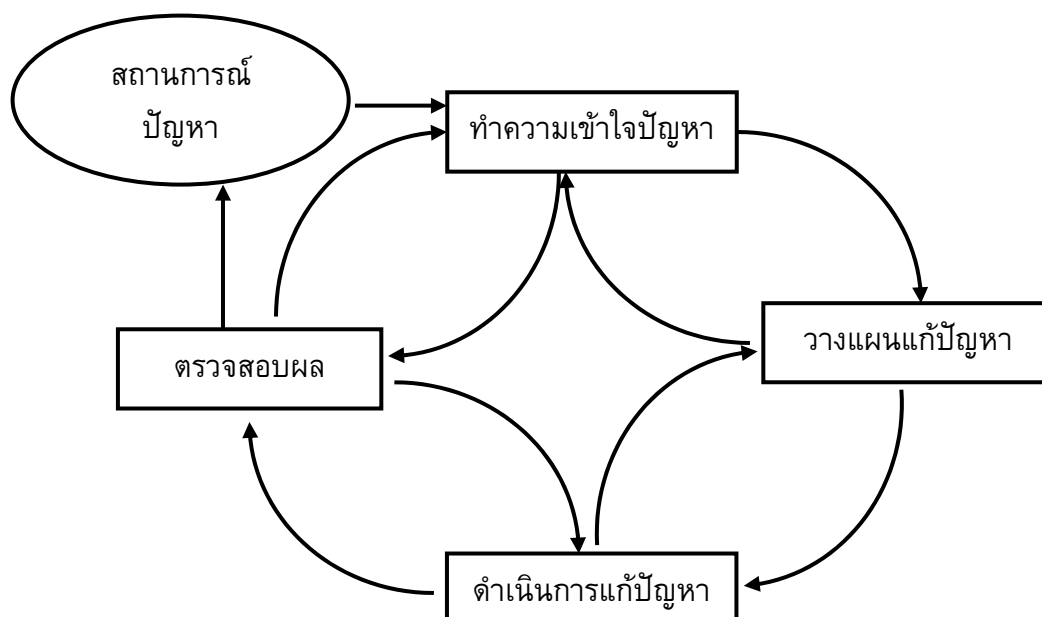 สถานการณ์
ปัญหา
ทำความเข้าใจปัญหา
วางแผนแก้ปัญหา
ตรวจสอบผล
ดำเนินการแก้ปัญหา